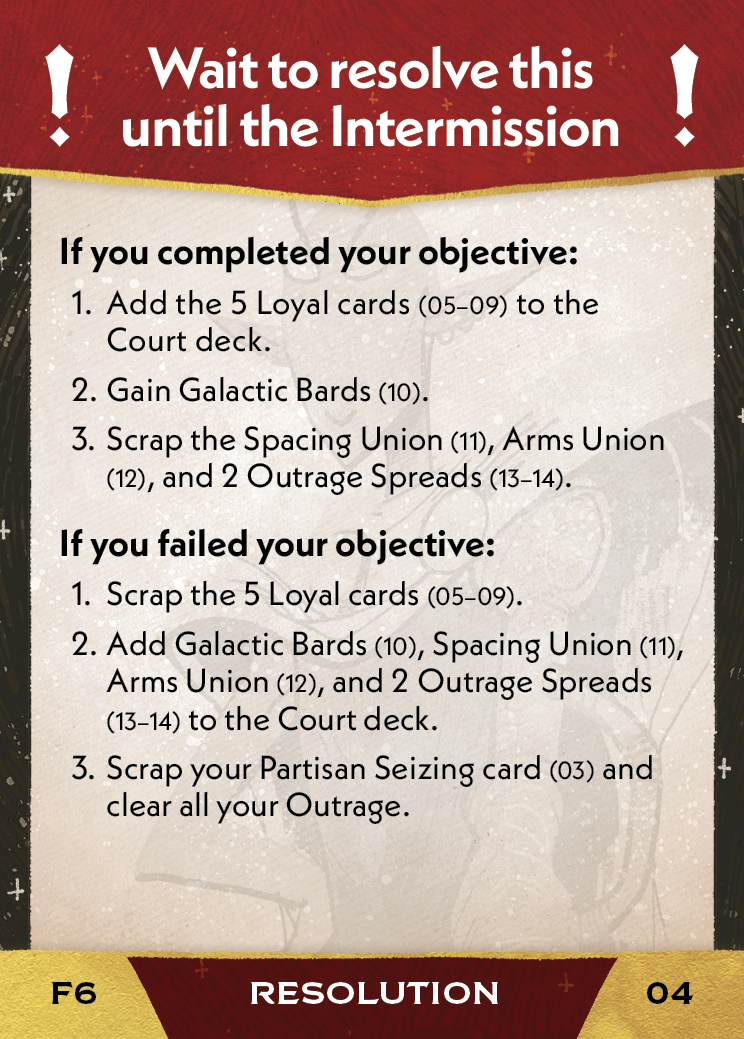 Wait to resolve this
until the Intermission
If you completed your objective:
1. Add the 5 Loyal cards (05–09) to the
Court deck.
2. Gain Galactic Bards (10).
3. Scrap the Spacing Union (11), Arms Union
(12), and 2 Outrage Spreads (13–14).
If you failed your objective:
1. Scrap the 5 Loyal cards (05–09).
2. Add Galactic Bards (10), Spacing Union (11),
Arms Union (12), and 2 Outrage Spreads
(13–14) to the Court deck.
3. Scrap your Partisan Seizing card (03) and
clear all your Outrage.
F6 RESOLUTION 04